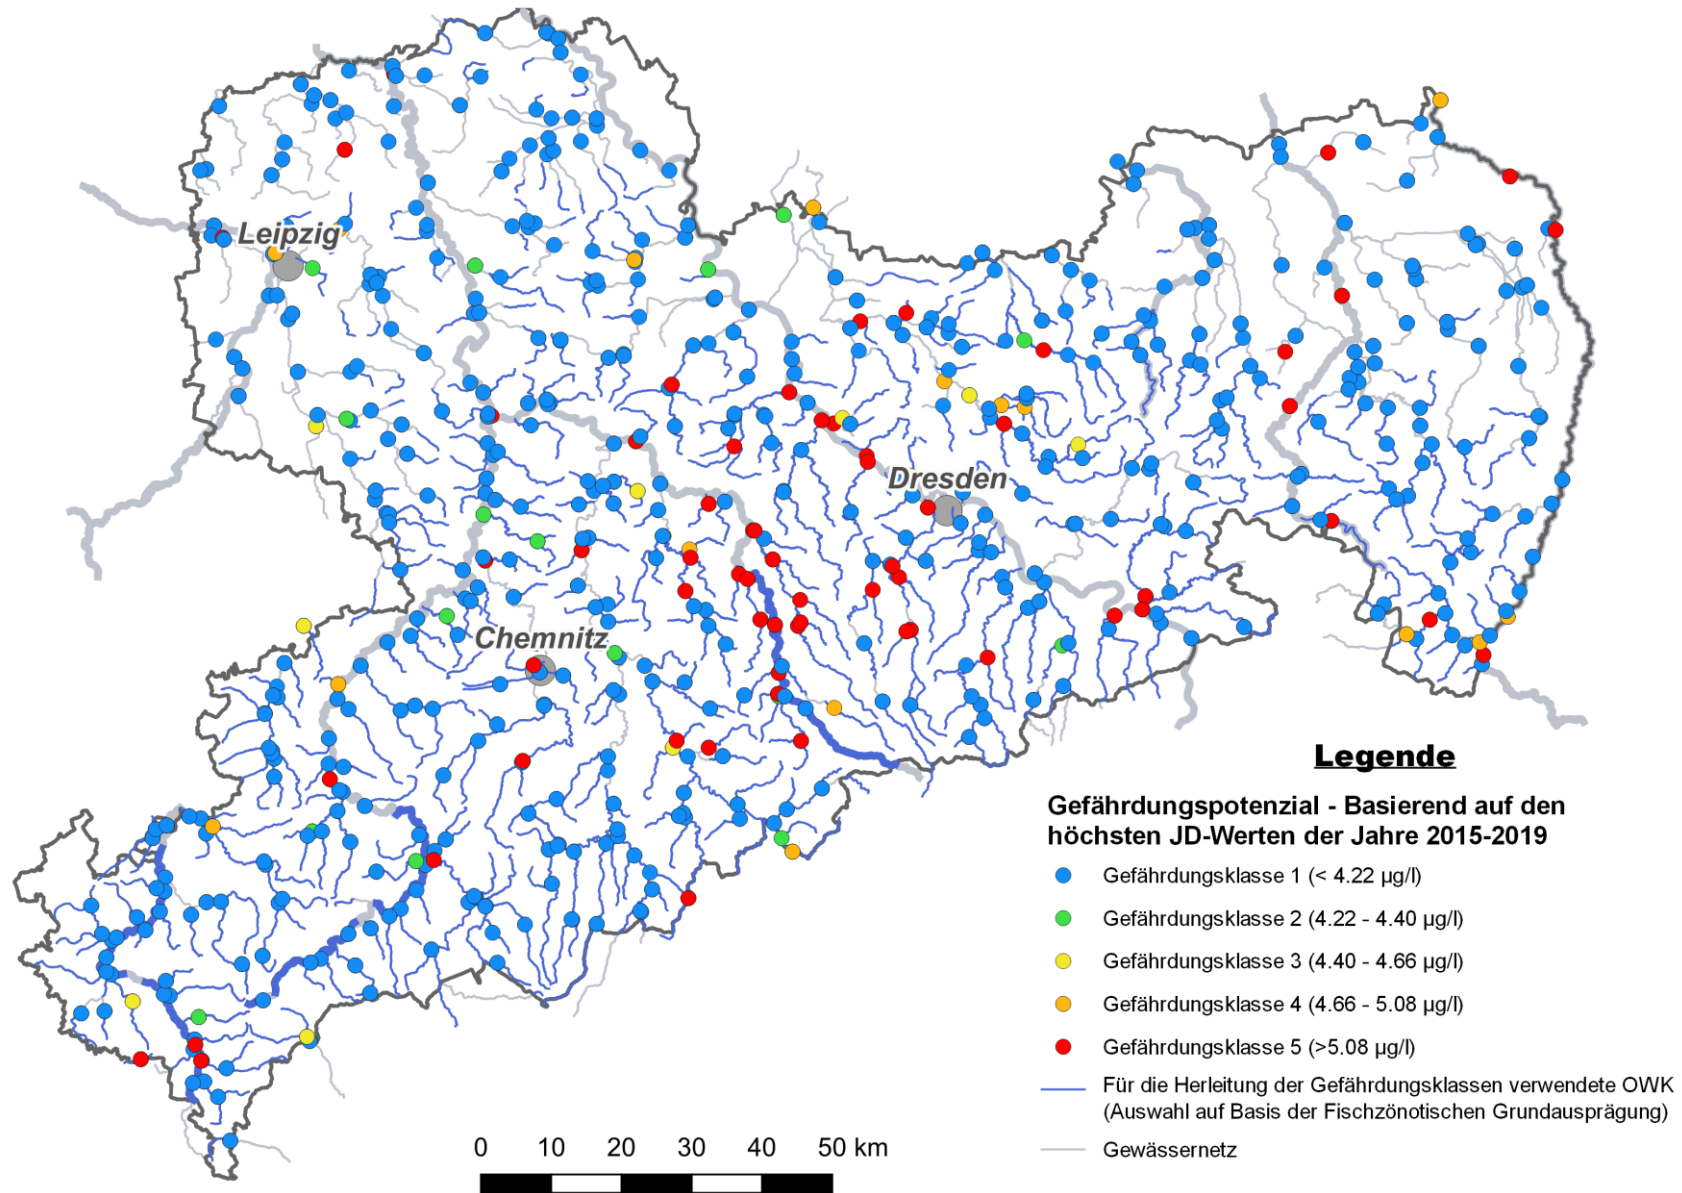 Leipzig
Dresden
Chemnitz
Legende
Gefährdungspotenzial - Basierend auf den
höchsten JD-Werten der Jahre 2015-2019
Gefährdungsklasse 1 (< 4.22 µg/l)
Gefährdungsklasse 2 (4.22 - 4.40 µg/l)
Gefährdungsklasse 3 (4.40 - 4.66 µg/l)
Gefährdungsklasse 4 (4.66 - 5.08 µg/l)
Gefährdungsklasse 5 (>5.08 µg/l)
Für die Herleitung der Gefährdungsklassen verwendete OWK
(Auswahl auf Basis der Fischzönotischen Grundausprägung)
Gewässernetz
0 10 20 30 40 50 km